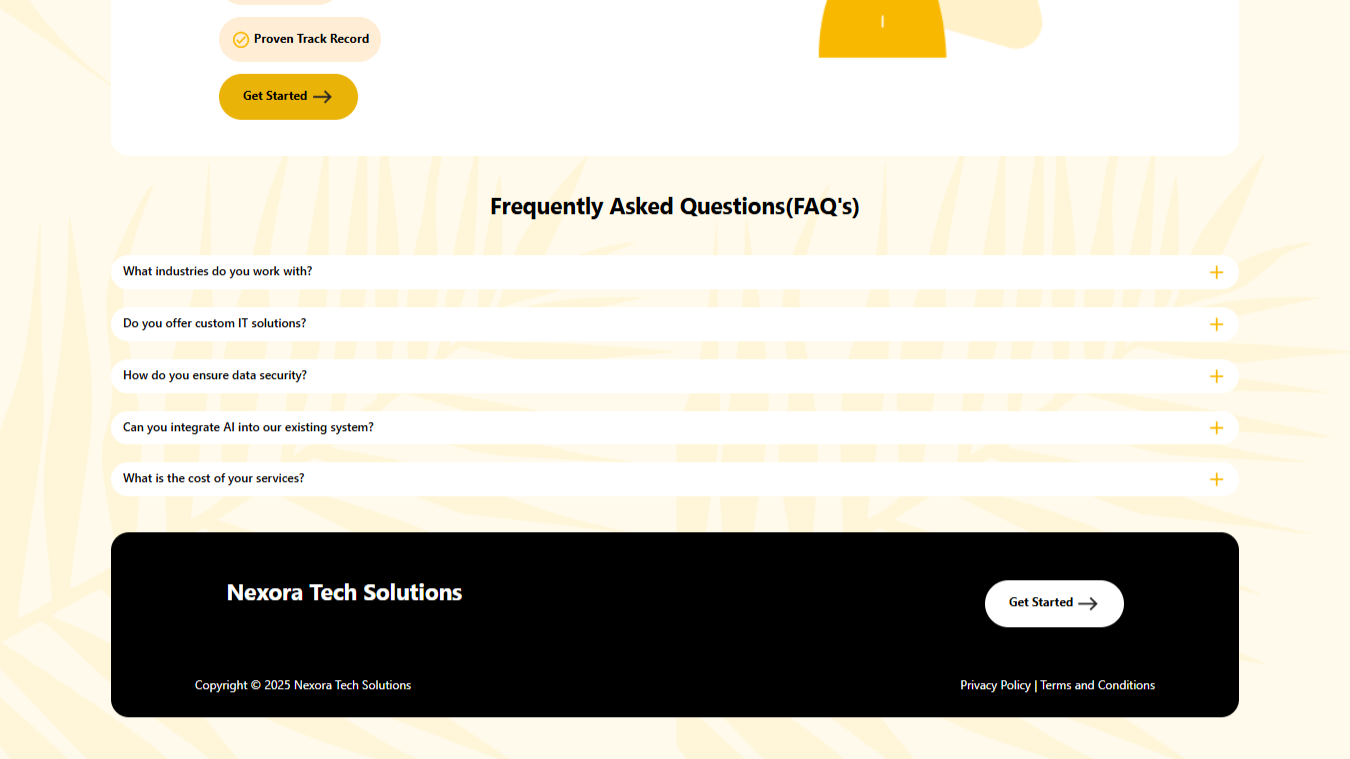 Proven Track Record
Get Started
Frequently Asked Questions(FAQ's)
What industries do you work with?
Do you offer custom IT solutions?
How do you ensure data security?
Can you integrate AI into our existing system?
What is the cost of your services?
Nexora Tech Solutions
Get Started
Copyright © 2025 Nexora Tech Solutions
Privacy Policy | Terms and Conditions